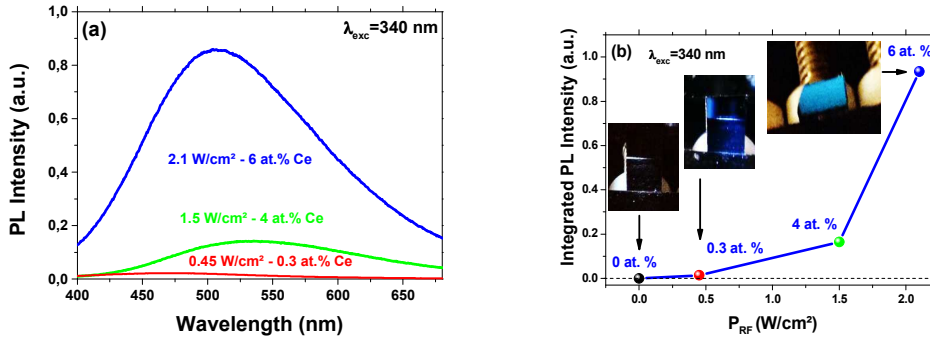 (a)
λexc=340 nm
PL Intensity (a.u.)
1,0
0,8
0,6
0,4
0,2
0,0
2.1 W/cm² - 6 at.% Ce
1.5 W/cm² - 4 at.% Ce
0.45 W/cm² - 0.3 at.% Ce
400 450 500 550 600 650
Wavelength (nm)
(b)
λexc=340 nm
6 at. %
Integrated PL Intensity (a.u.)
1.0
0.8
0.6
0.4
0.2
0.0
0 at. %
0.3 at. %
4 at. %
0.0 0.5 1.0 1.5 2.0
PRF (W/cm²)